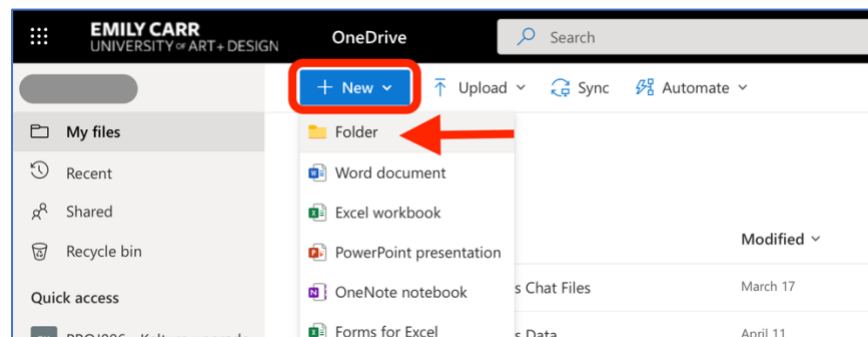 EMILY CARR
UNIVERSITY OF ART + DESIGN
OneDrive
Search
New
Upload
Sync
Automate
My files
Recent
Shared
Recycle bin
Quick access
Folder
Word document
Excel workbook
PowerPoint presentation
OneNote notebook
Forms for Excel
Modified
s Chat Files
March 17
s Data
April 11